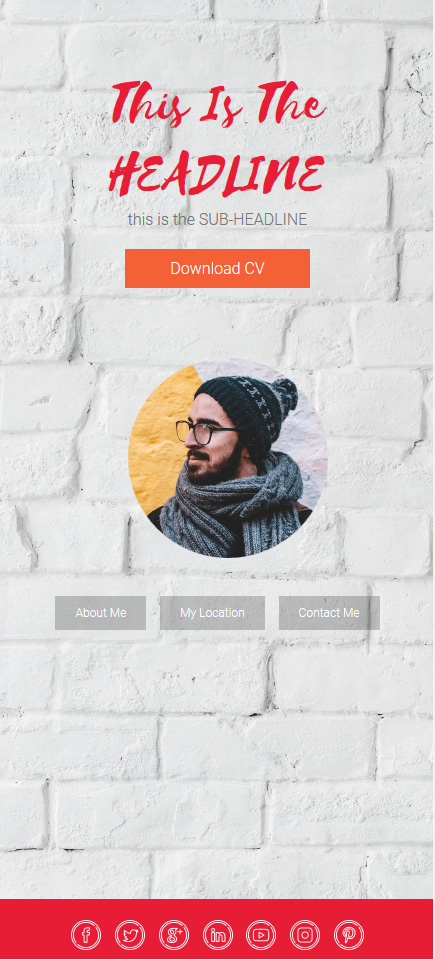 This Is The
HEADLINE
this is the SUB-HEADLINE
Download CV
About Me
My Location
Contact Me